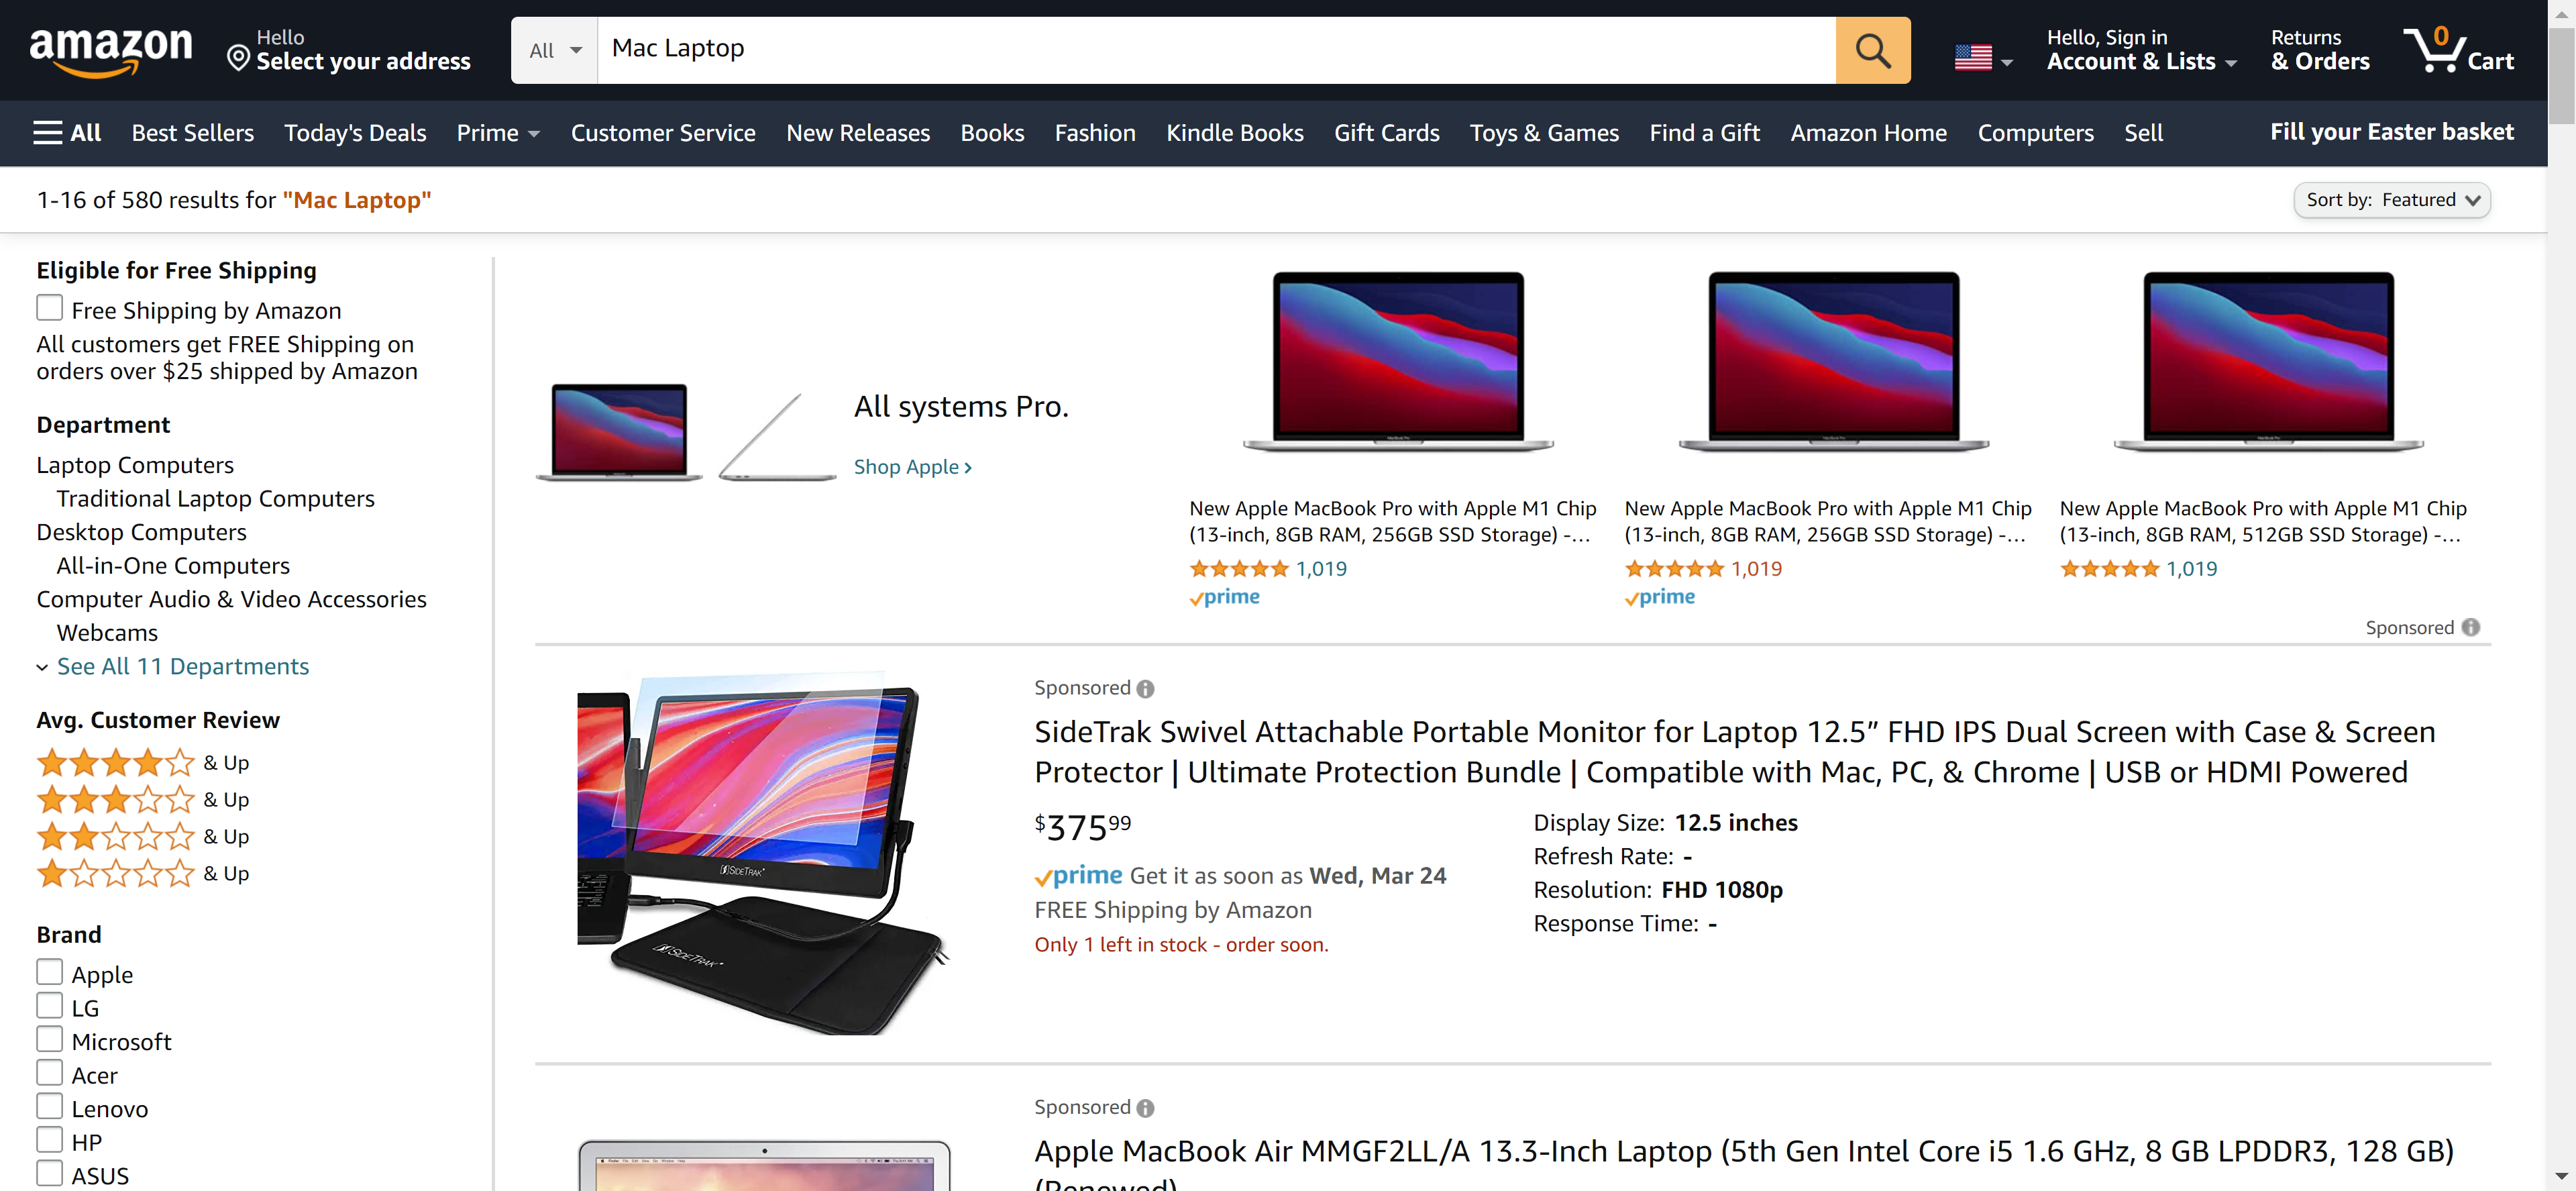 amazon
Hello
Select your address
All
Mac Laptop
Hello, Sign in
Account & Lists
Returns
& Orders
0
Cart
All
Best Sellers
Today's Deals
Prime
Customer Service
New Releases
Books
Fashion
Kindle Books
Gift Cards
Toys & Games
Find a Gift
Amazon Home
Computers
Sell
Fill your Easter basket
1-16 of 580 results for "Mac Laptop"
Sort by: Featured
Eligible for Free Shipping
Free Shipping by Amazon
All customers get FREE Shipping on
orders over $25 shipped by Amazon
Department
Laptop Computers
Traditional Laptop Computers
Desktop Computers
All-in-One Computers
Computer Audio & Video Accessories
Webcams
See All 11 Departments
Avg. Customer Review
& Up
& Up
& Up
& Up
Brand
Apple
LG
Microsoft
Acer
Lenovo
HP
ASUS
All systems Pro.
Shop Apple ›
New Apple MacBook Pro with Apple M1 Chip
(13-inch, 8GB RAM, 256GB SSD Storage) -…
1,019
prime
New Apple MacBook Pro with Apple M1 Chip
(13-inch, 8GB RAM, 256GB SSD Storage) -…
1,019
prime
New Apple MacBook Pro with Apple M1 Chip
(13-inch, 8GB RAM, 512GB SSD Storage) -…
1,019
Sponsored
SIDETRAK
SIDETRAK
Sponsored
SideTrak Swivel Attachable Portable Monitor for Laptop 12.5” FHD IPS Dual Screen with Case & Screen
Protector | Ultimate Protection Bundle | Compatible with Mac, PC, & Chrome | USB or HDMI Powered
$375 99
prime Get it as soon as Wed, Mar 24
FREE Shipping by Amazon
Only 1 left in stock - order soon.
Display Size: 12.5 inches
Refresh Rate: -
Resolution: FHD 1080p
Response Time: -
Sponsored
Apple MacBook Air MMGF2LL/A 13.3-Inch Laptop (5th Gen Intel Core i5 1.6 GHz, 8 GB LPDDR3, 128 GB)
(Renewed)